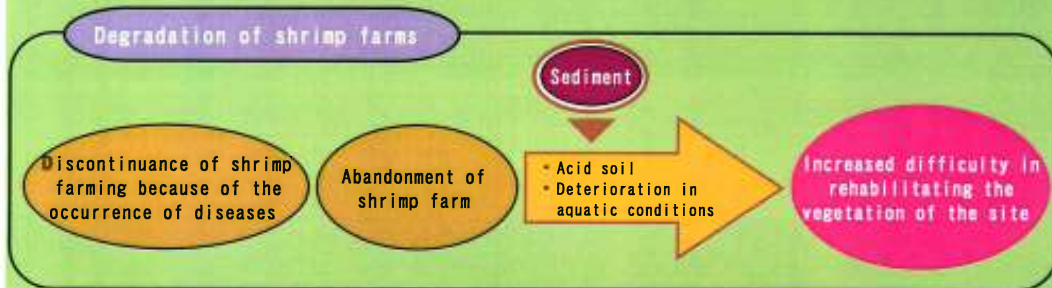 Degradation of shrimp farms
Sediment
Discontinuance of shrimp
farming because of the
occurrence of diseases
Abandonment of
shrimp farm
• Acid soil
• Deterioration in
aquatic conditions
Increased difficulty in
rehabilitating the
vegetation of the site